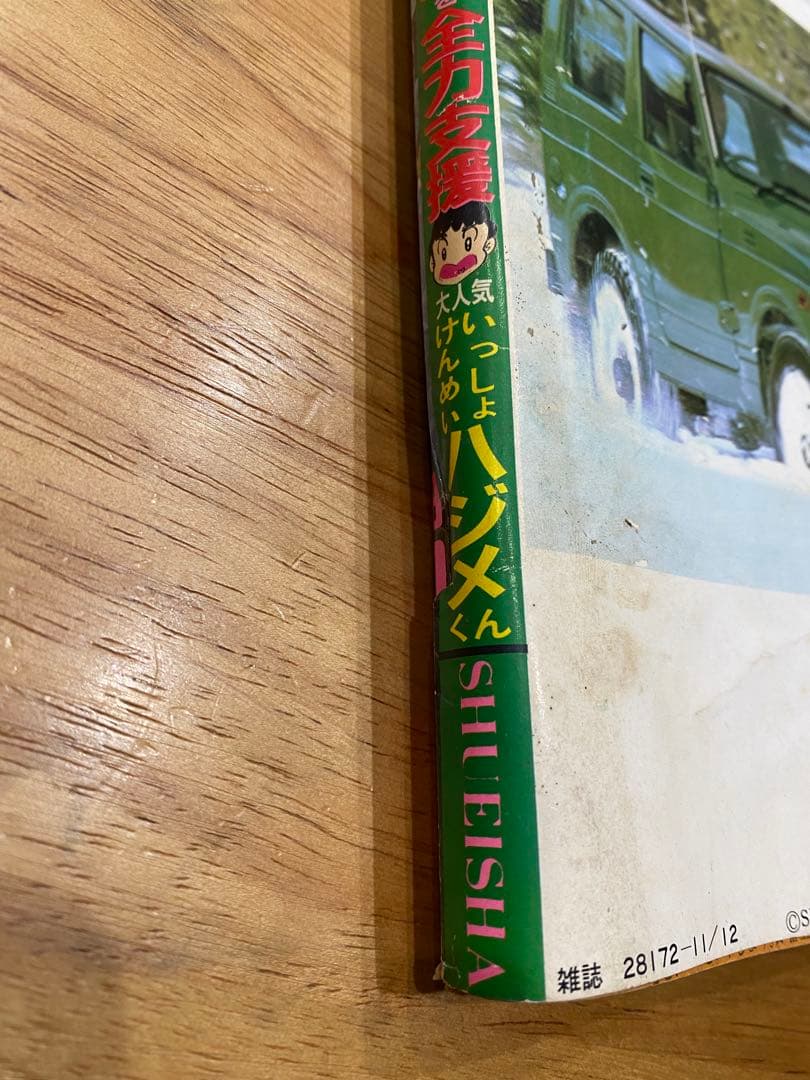 全力支援
大人気
いっしょ
けんめい
ハジメ
くん
SHUEISHA
雑誌 28172-11/12
©S